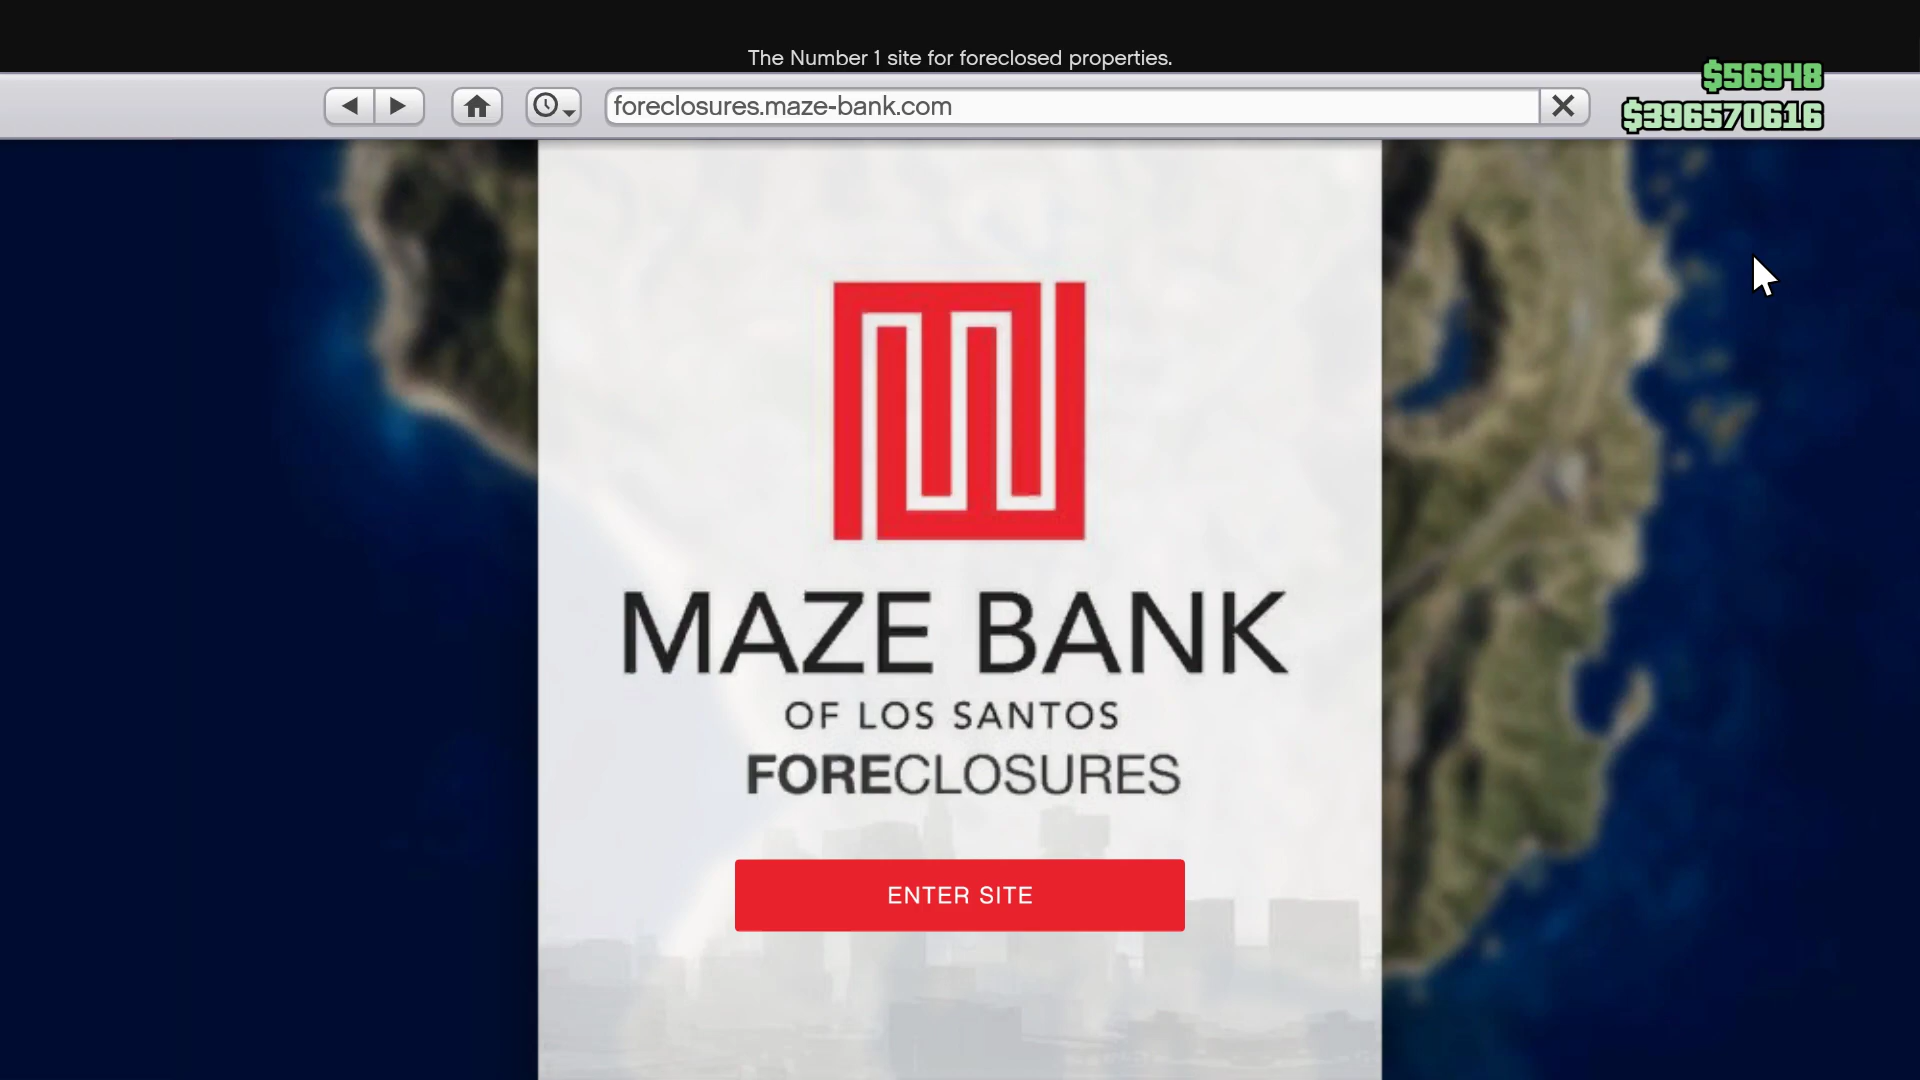 The Number 1 site for foreclosed properties.
$56948
foreclosures.maze-bank.com
$396570616
MAZE BANK
OF LOS SANTOS
FORECLOSURES
ENTER SITE